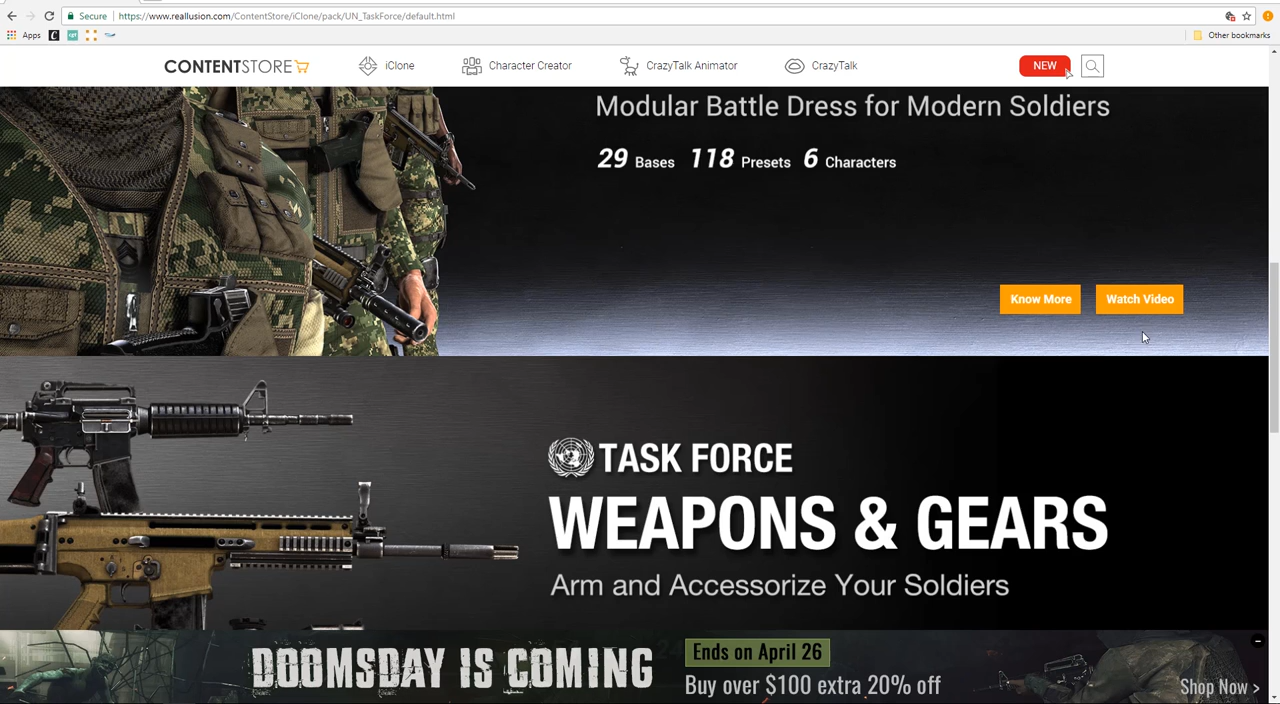 Secure https://www.reallusion.com/ContentStore/iClone/pack/UN_TaskForce/default.html
Apps Other bookmarks
CONTENTSTORE iClone Character Creator CrazyTalk Animator CrazyTalk NEW
Modular Battle Dress for Modern Soldiers
29 Bases 118 Presets 6 Characters
Know More Watch Video
TASK FORCE
WEAPONS & GEARS
Arm and Accessorize Your Soldiers
DOOMSDAY IS COMING
Ends on April 26
Buy over $100 extra 20% off
Shop Now >